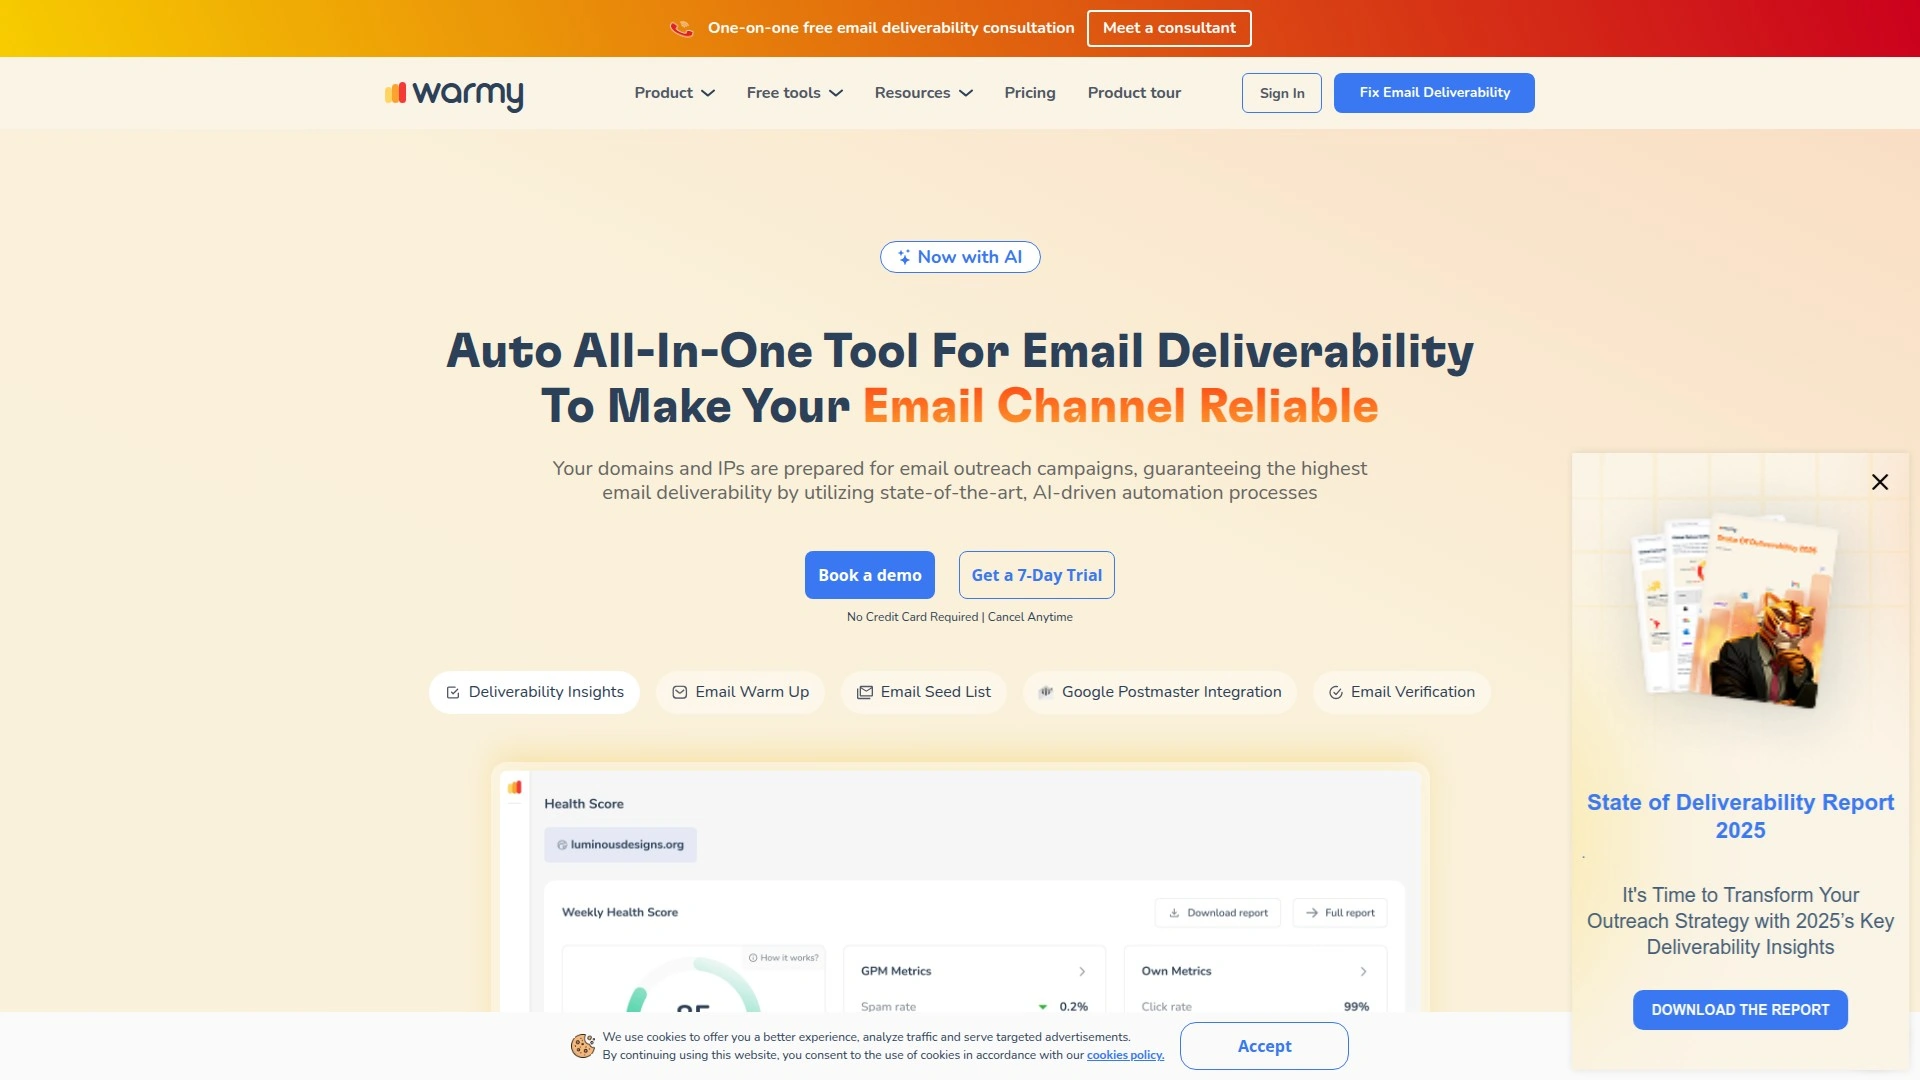 One-on-one free email deliverability consultation
Meet a consultant
warmy
Product
Free tools
Resources
Pricing
Product tour
Sign In
Fix Email Deliverability
Now with AI
Auto All-In-One Tool For Email Deliverability
To Make Your Email Channel Reliable
Your domains and IPs are prepared for email outreach campaigns, guaranteeing the highest
email deliverability by utilizing state-of-the-art, AI-driven automation processes
Book a demo
Get a 7-Day Trial
No Credit Card Required | Cancel Anytime
Deliverability Insights
Email Warm Up
Email Seed List
Google Postmaster Integration
Email Verification
Health Score
luminousdesigns.org
Weekly Health Score
Download report
Full report
How it works?
GPM Metrics
Spam rate
0.2%
Own Metrics
Click rate
99%
State Of Deliverability 2025
State of Deliverability Report
2025
.
It's Time to Transform Your
Outreach Strategy with 2025’s Key
Deliverability Insights
DOWNLOAD THE REPORT
We use cookies to offer you a better experience, analyze traffic and serve targeted advertisements.
By continuing using this website, you consent to the use of cookies in accordance with our cookies policy.
Accept